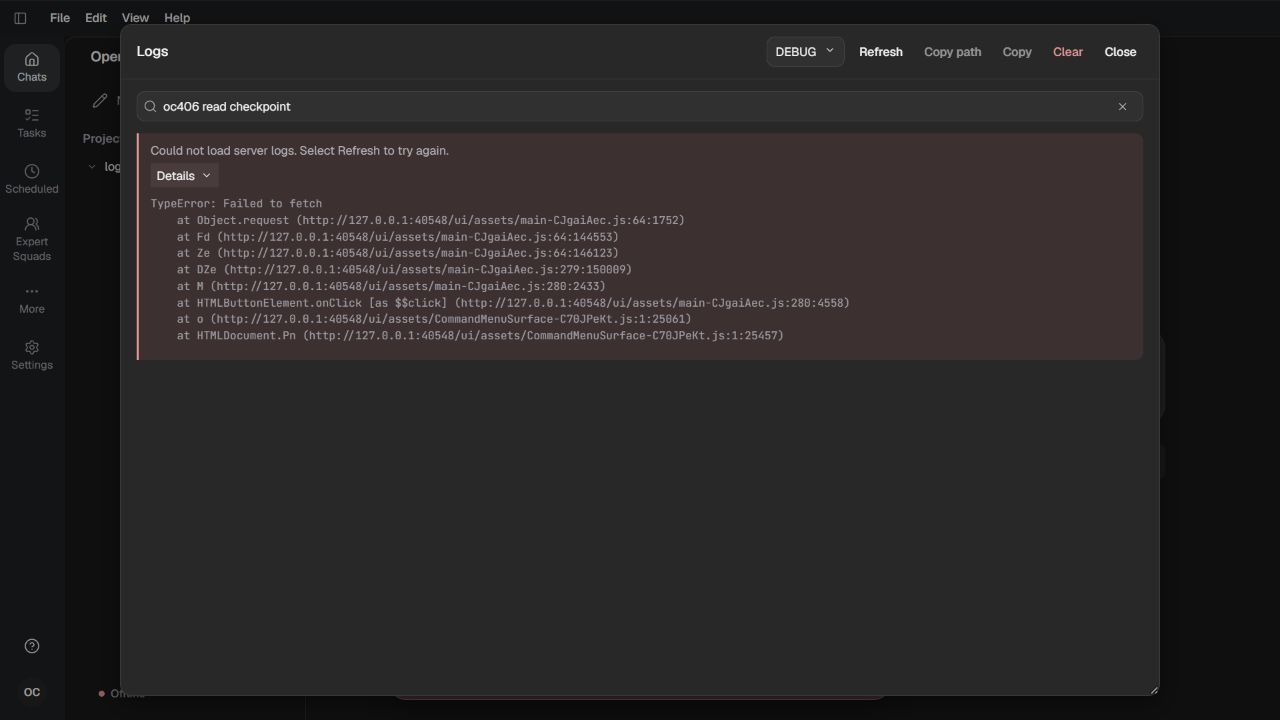 File Edit View Help
Logs
DEBUG Refresh Copy path Copy Clear Close
Chats
Tasks
Scheduled
Expert
Squads
More
Settings
OC
oc406 read checkpoint
Could not load server logs. Select Refresh to try again.
Details
TypeError: Failed to fetch
at Object.request (http://127.0.0.1:40548/ui/assets/main-CJgaiAec.js:64:1752)
at Fd (http://127.0.0.1:40548/ui/assets/main-CJgaiAec.js:64:144553)
at Ze (http://127.0.0.1:40548/ui/assets/main-CJgaiAec.js:64:146123)
at DZe (http://127.0.0.1:40548/ui/assets/main-CJgaiAec.js:279:150009)
at M (http://127.0.0.1:40548/ui/assets/main-CJgaiAec.js:280:2433)
at HTMLButtonElement.onClick [as $$click] (http://127.0.0.1:40548/ui/assets/main-CJgaiAec.js:280:4558)
at o (http://127.0.0.1:40548/ui/assets/CommandMenuSurface-C70JPeKt.js:1:25061)
at HTMLDocument.Pn (http://127.0.0.1:40548/ui/assets/CommandMenuSurface-C70JPeKt.js:1:25457)